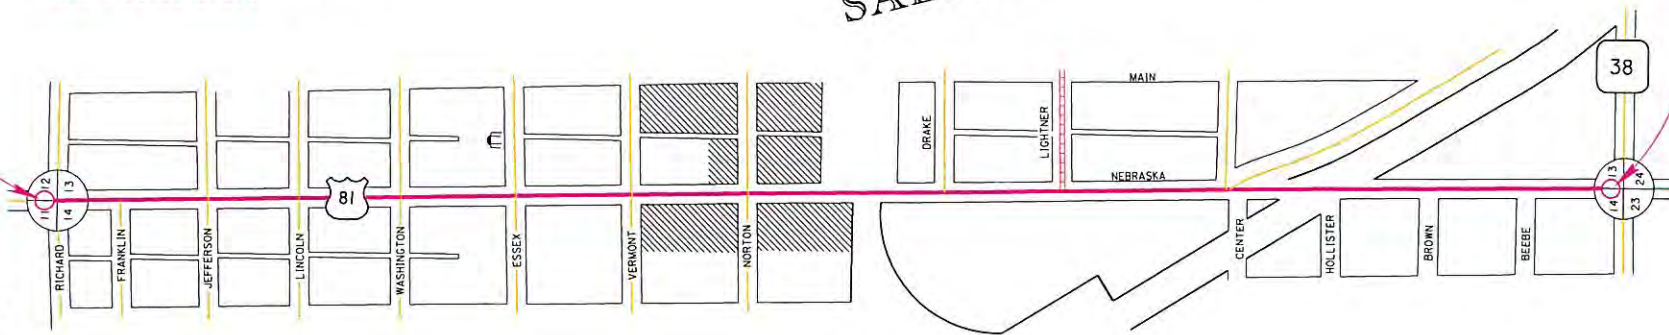 38
MAIN
DRAKE
LIGHTNER
NEBRASKA
12
13
11
14
81
13
24
14
23
RICHARD
FRANKLIN
JEFFERSON
LINCOLN
WASHINGTON
ESSEX
VERMONT
NORTON
CENTER
HOLLISTER
BROWN
BEEBE